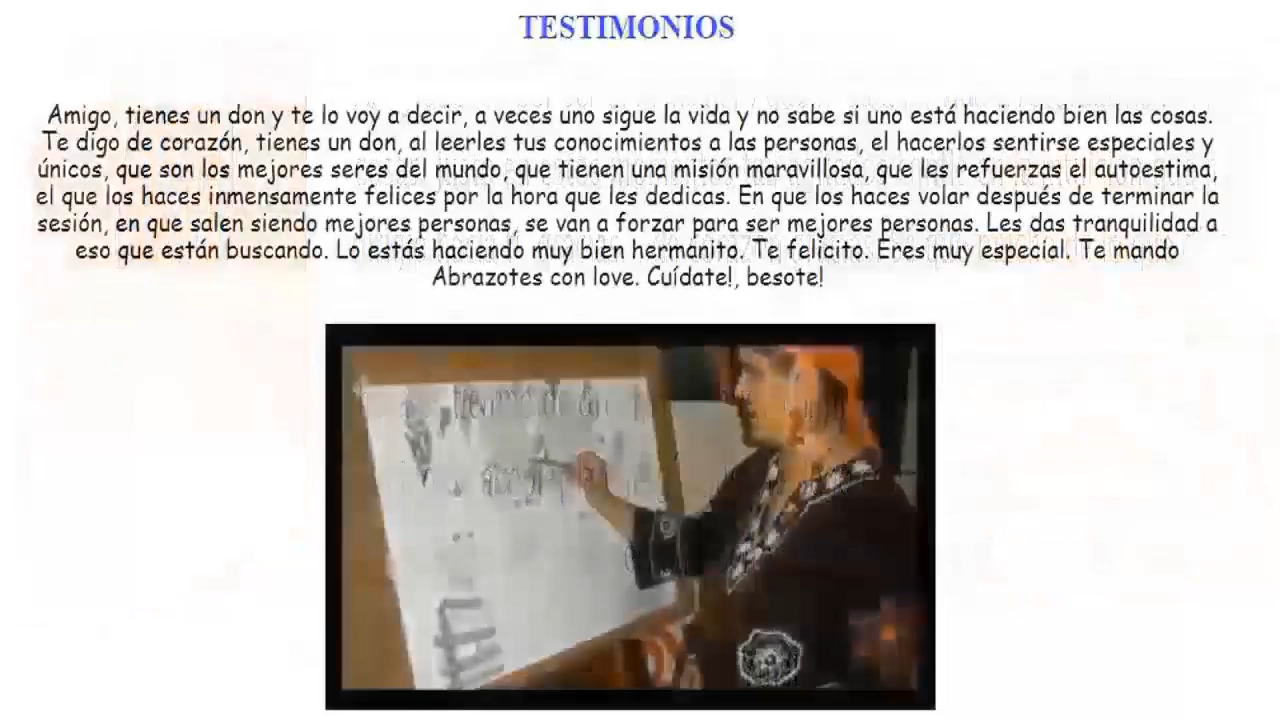 TESTIMONIOS
Amigo, tienes un don y te lo voy a decir, a veces uno sigue la vida y no sabe si uno está haciendo bien las cosas.
Te digo de corazón, tienes un don, al leerles tus conocimientos a las personas, el hacerlos sentirse especiales y
únicos, que son los mejores seres del mundo, que tienen una misión maravillosa, que les refuerzas el autoestima,
el que los haces inmensamente felices por la hora que les dedicas. En que los haces volar después de terminar la
sesión, en que salen siendo mejores personas, se van a forzar para ser mejores personas. Les das tranquilidad a
eso que están buscando. Lo estás haciendo muy bien hermánito. Te felicito. Eres muy especial. Te mando
Abrazotes con love. Cuídate!, besote!